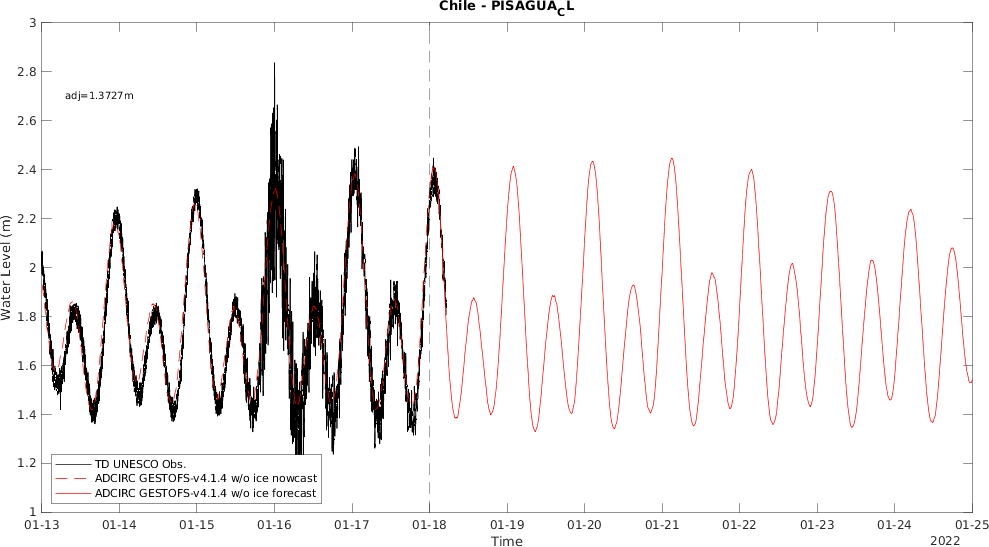 Chile - PISAGUA_CL
3
2.8
adj=1.3727m
2.6
2.4
2.2
2
Water Level (m)
1.8
1.6
1.4
1.2
TD UNESCO Obs.
ADCIRC GESTOFS-v4.1.4 w/o ice nowcast
ADCIRC GESTOFS-v4.1.4 w/o ice forecast
1
01-13 01-14 01-15 01-16 01-17 01-18 01-19 01-20 01-21 01-22 01-23 01-24 01-25
Time
2022